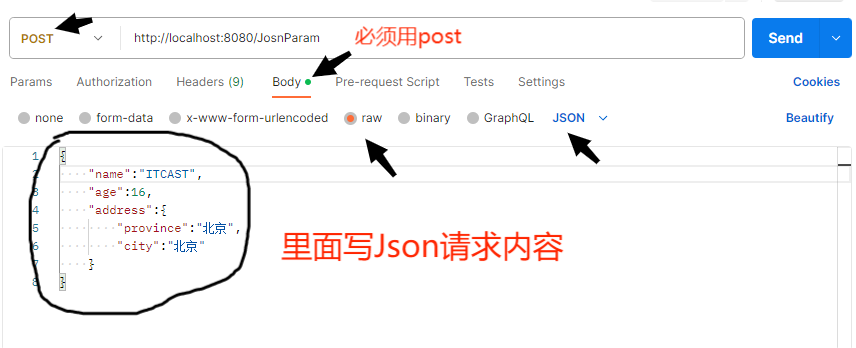 POST http://localhost:8080/JosnParam 必须用post Send
Params Authorization Headers (9) Body Pre-request Script Tests Settings Cookies
none form-data x-www-form-urlencoded raw binary GraphQL JSON Beautify
1 {
2 "name":"ITCAST",
3 "age":16,
4 "address":{
5 "province":"北京",
6 "city":"北京"
7 }
8 }
里面写Json请求内容